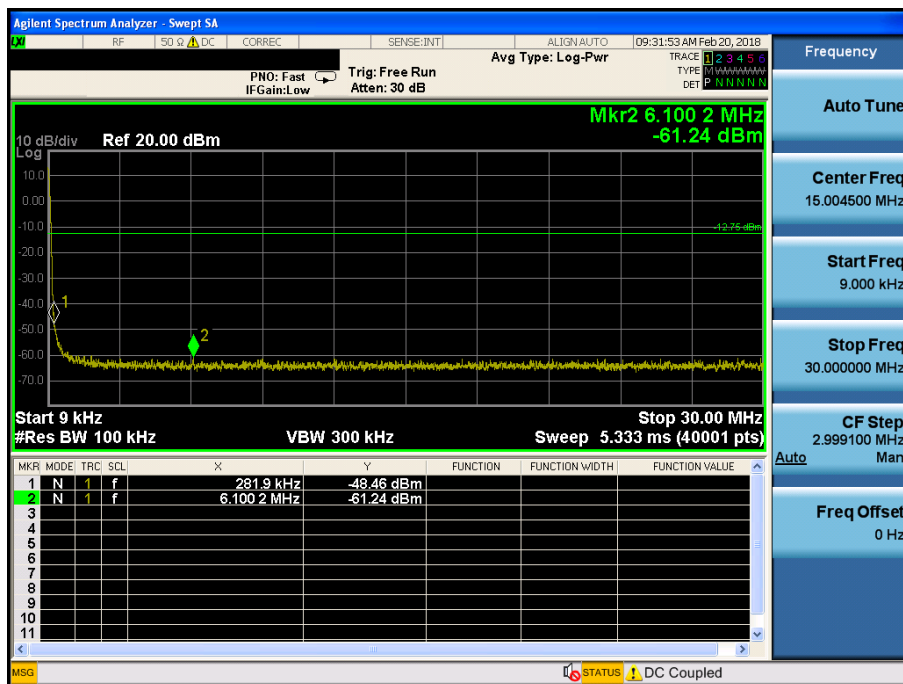 Agilent Spectrum Analyzer - Swept SA
LXI RF 50 Ω DC CORREC SENSE:INT ALIGNAUTO 09:31:53 AM Feb 20, 2018
Frequency
Avg Type: Log-Pwr
TRACE 1 2 3 4 5 6
PNO: Fast Trig: Free Run
TYPE M W W W W W
IFGain:Low Atten: 30 dB
DET P N N N N N
Auto Tune
Mkr2 6.100 2 MHz
10 dB/div Ref 20.00 dBm -61.24 dBm
Log
10.0
0.00
-10.0
-12.75 dBm
-20.0
-30.0
-40.0
-50.0
-60.0
-70.0
1
2
Center Freq
15.004500 MHz
Start Freq
9.000 kHz
Stop Freq
30.000000 MHz
Start 9 kHz Stop 30.00 MHz
#Res BW 100 kHz VBW 300 kHz Sweep 5.333 ms (40001 pts)
CF Step
2.999100 MHz
Auto Man
MKR MODE TRC SCL X Y FUNCTION FUNCTION WIDTH FUNCTION VALUE
1 N 1 f 281.9 kHz -48.46 dBm
2 N 1 f 6.100 2 MHz -61.24 dBm
3
4
5
6
7
8
9
10
11
Freq Offset
0 Hz
MSG STATUS DC Coupled